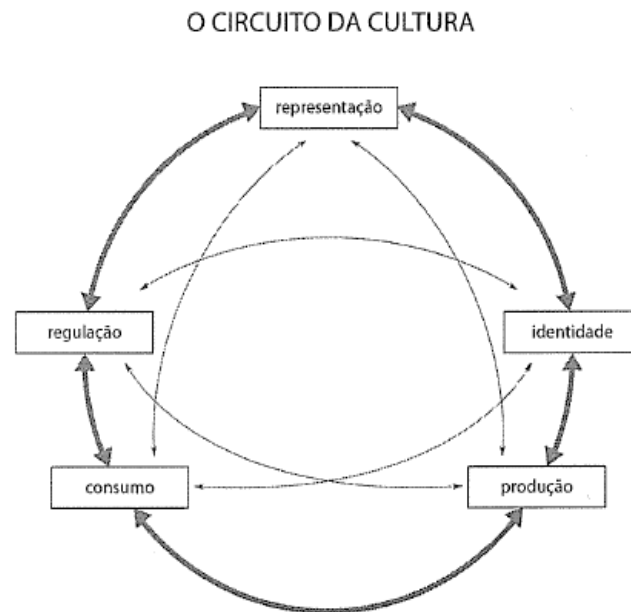 O CIRCUITO DA CULTURA
representação
regulação
identidade
consumo
produção